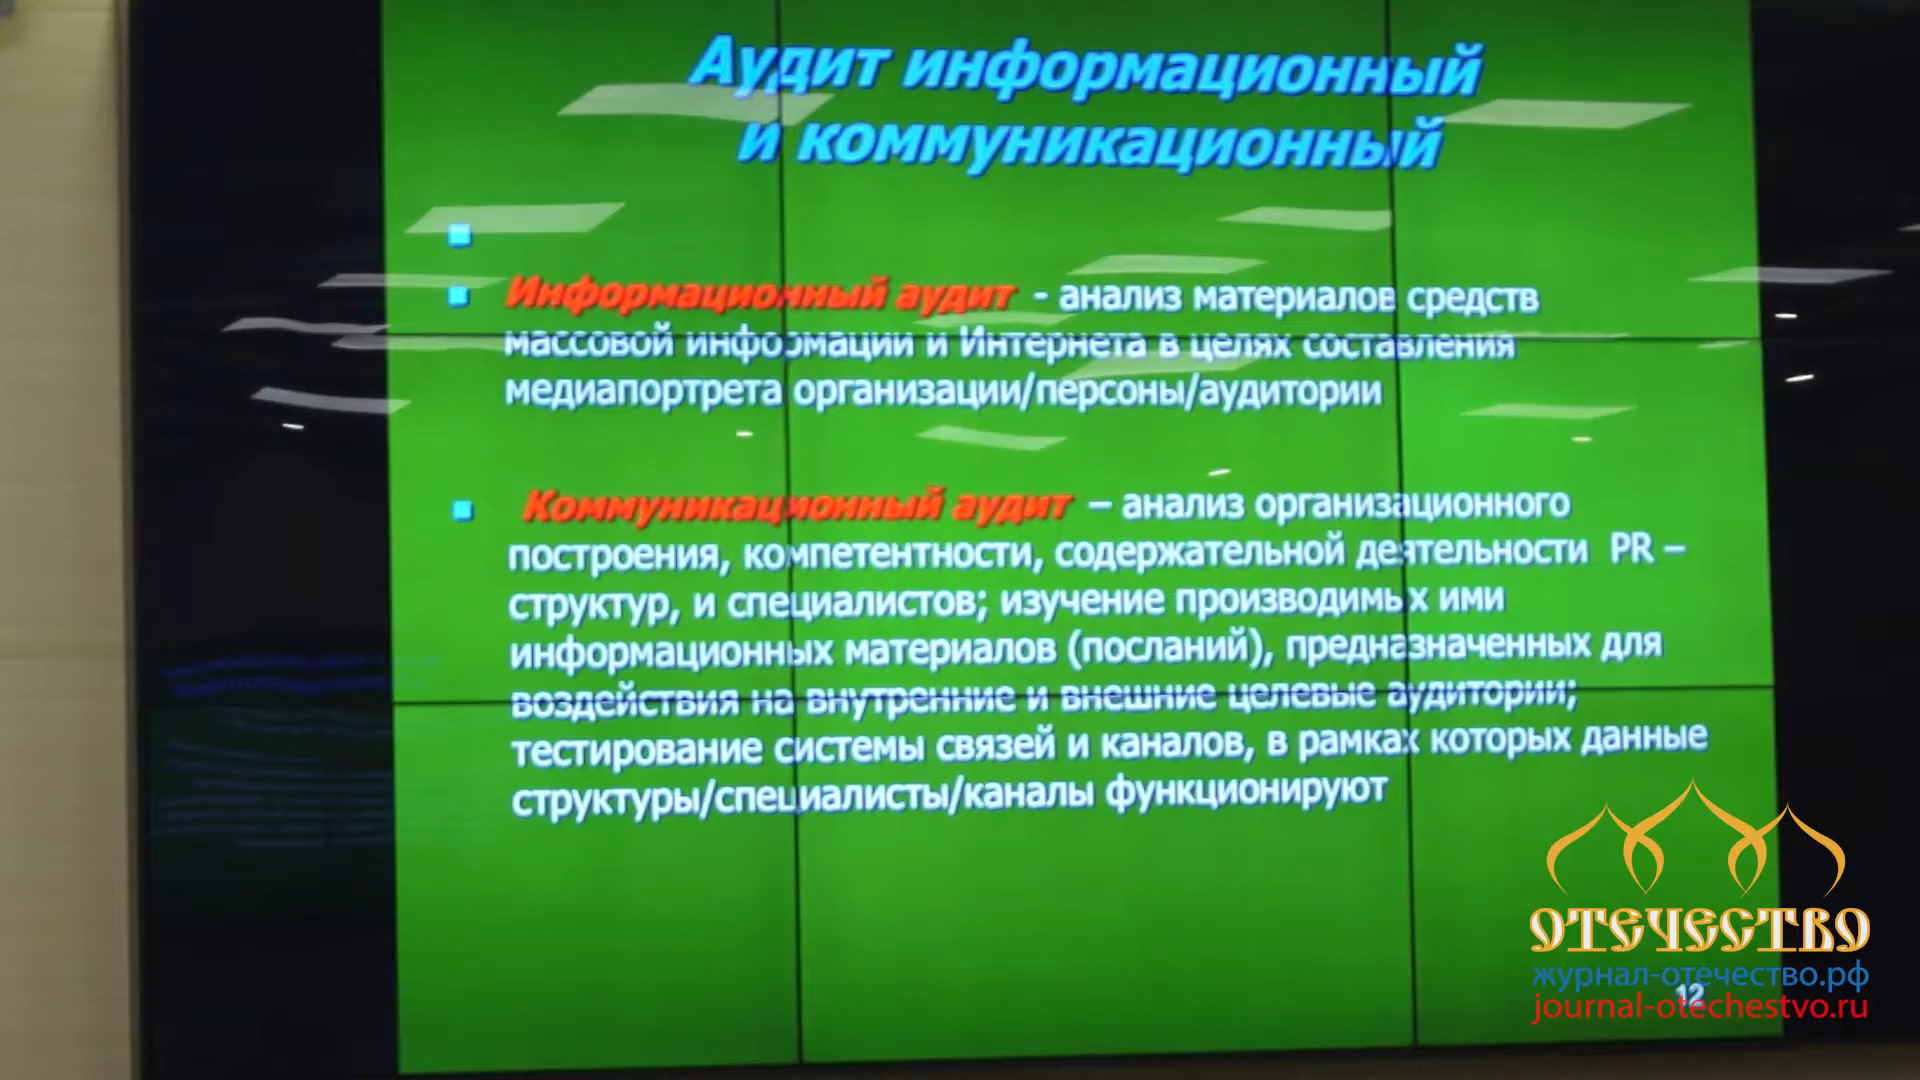 Аудит информационный
и коммуникационный
Информационный аудит - анализ материалов средств
массовой информации и Интернета в целях составления
медиапортрета организации/персоны/аудитории
Коммуникационный аудит – анализ организационного
построения, компетентности, содержательной деятельности PR –
структур, и специалистов; изучение производимых ими
информационных материалов (посланий), предназначенных для
воздействия на внутренние и внешние целевые аудитории;
тестирование системы связей и каналов, в рамках которых данные
структуры/специалисты/каналы функционируют
ОТЕЧЕСТВО
журнал-отечество.рф
12
journal-otechestvo.ru